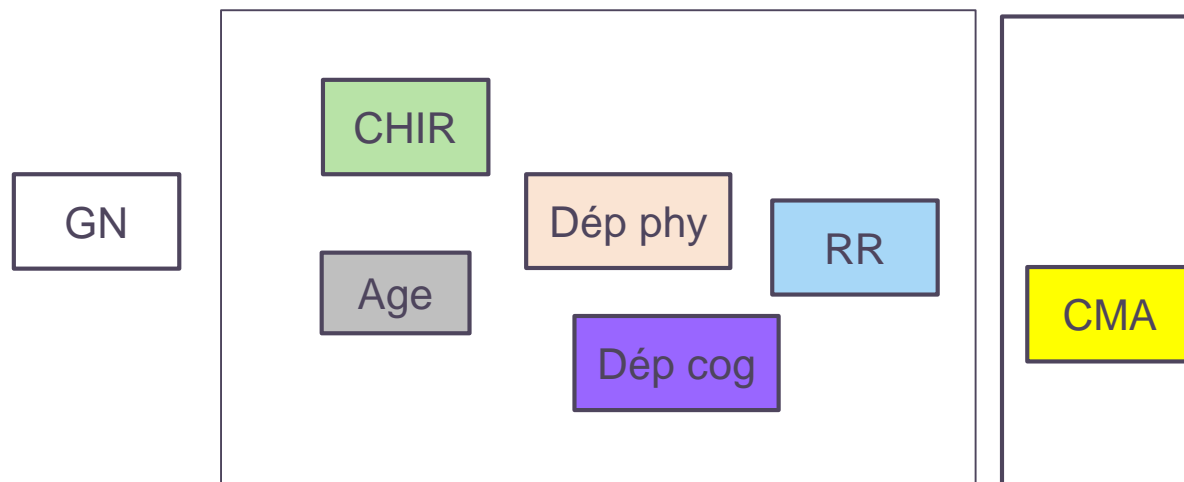 GN
CHIR
Age
Dép phy
Dép cog
RR
CMA